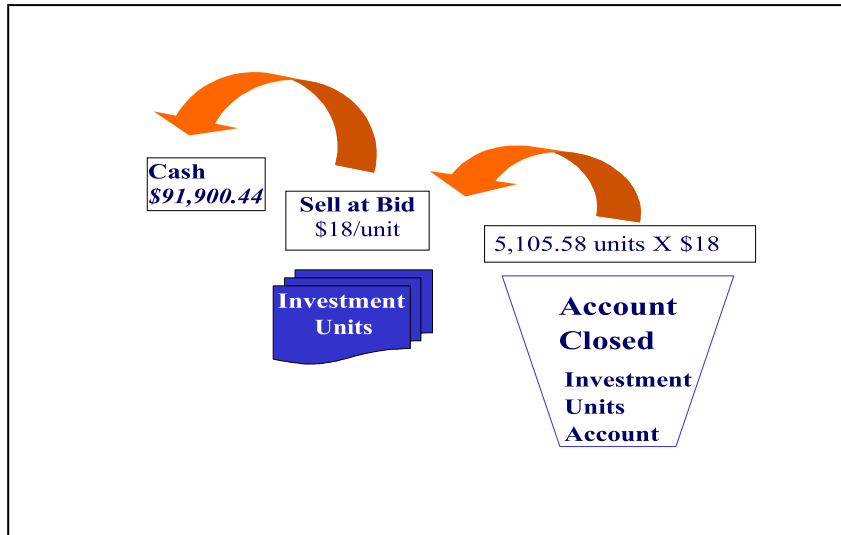 Cash
$91,900.44
Sell at Bid
$18/unit
5,105.58 units X $18
Investment
Units
Account
Closed
Investment
Units
Account